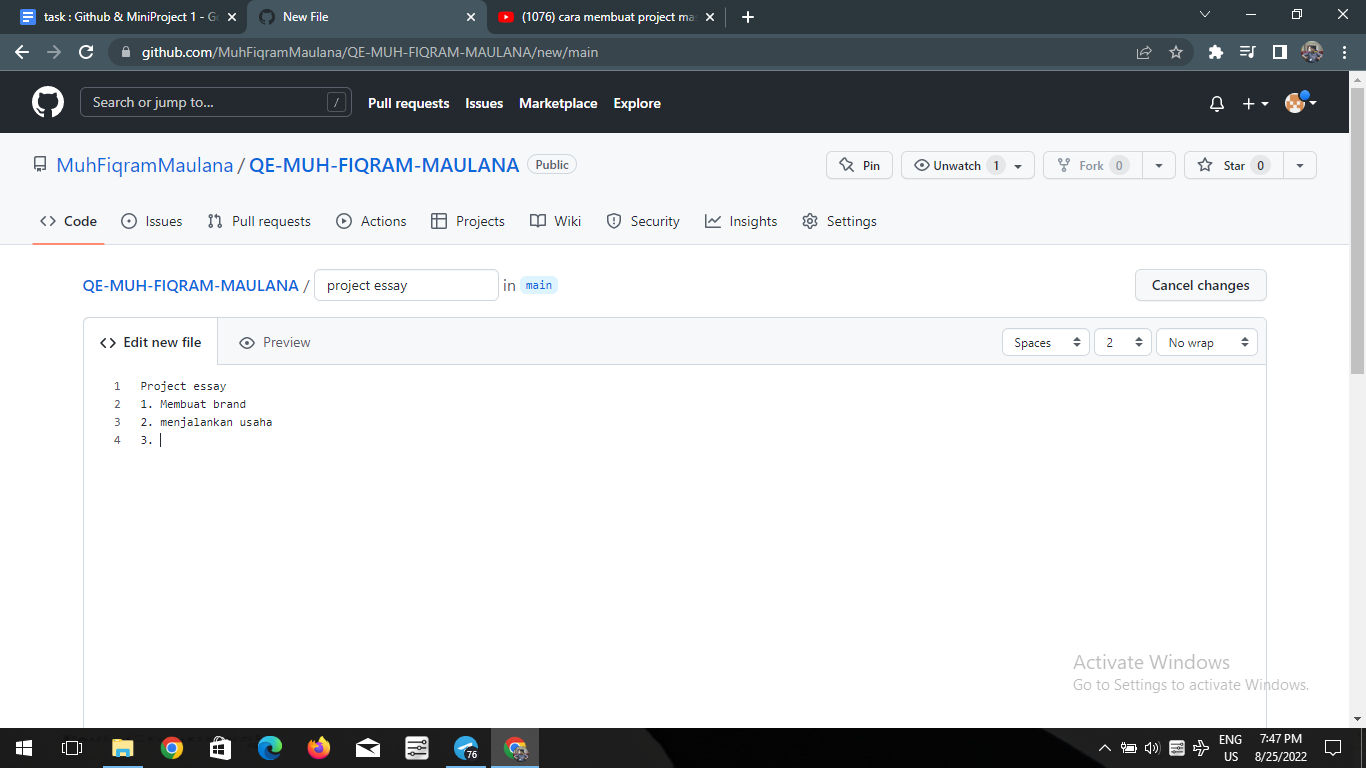 task : Github & MiniProject 1 - G
New File
(1076) cara membuat project ma
github.com/MuhFiqramMaulana/QE-MUH-FIQRAM-MAULANA/new/main
Search or jump to... /
Pull requests Issues Marketplace Explore
MuhFiqramMaulana / QE-MUH-FIQRAM-MAULANA Public
Pin Unwatch 1 Fork 0 Star 0
Code Issues Pull requests Actions Projects Wiki Security Insights Settings
QE-MUH-FIQRAM-MAULANA / project essay in main Cancel changes
Edit new file Preview Spaces 2 No wrap
1 Project essay
2 1. Membuat brand
3 2. menjalankan usaha
4 3.
Activate Windows
Go to Settings to activate Windows.
76
ENG 7:47 PM
US 8/25/2022